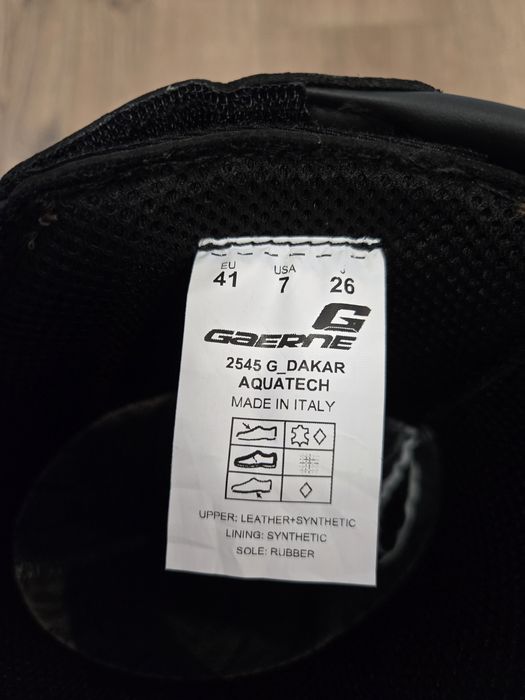 EU USA J
41 7 26
G
GAERNE
2545 G_DAKAR
AQUATECH
MADE IN ITALY
UPPER: LEATHER+SYNTHETIC
LINING: SYNTHETIC
SOLE: RUBBER